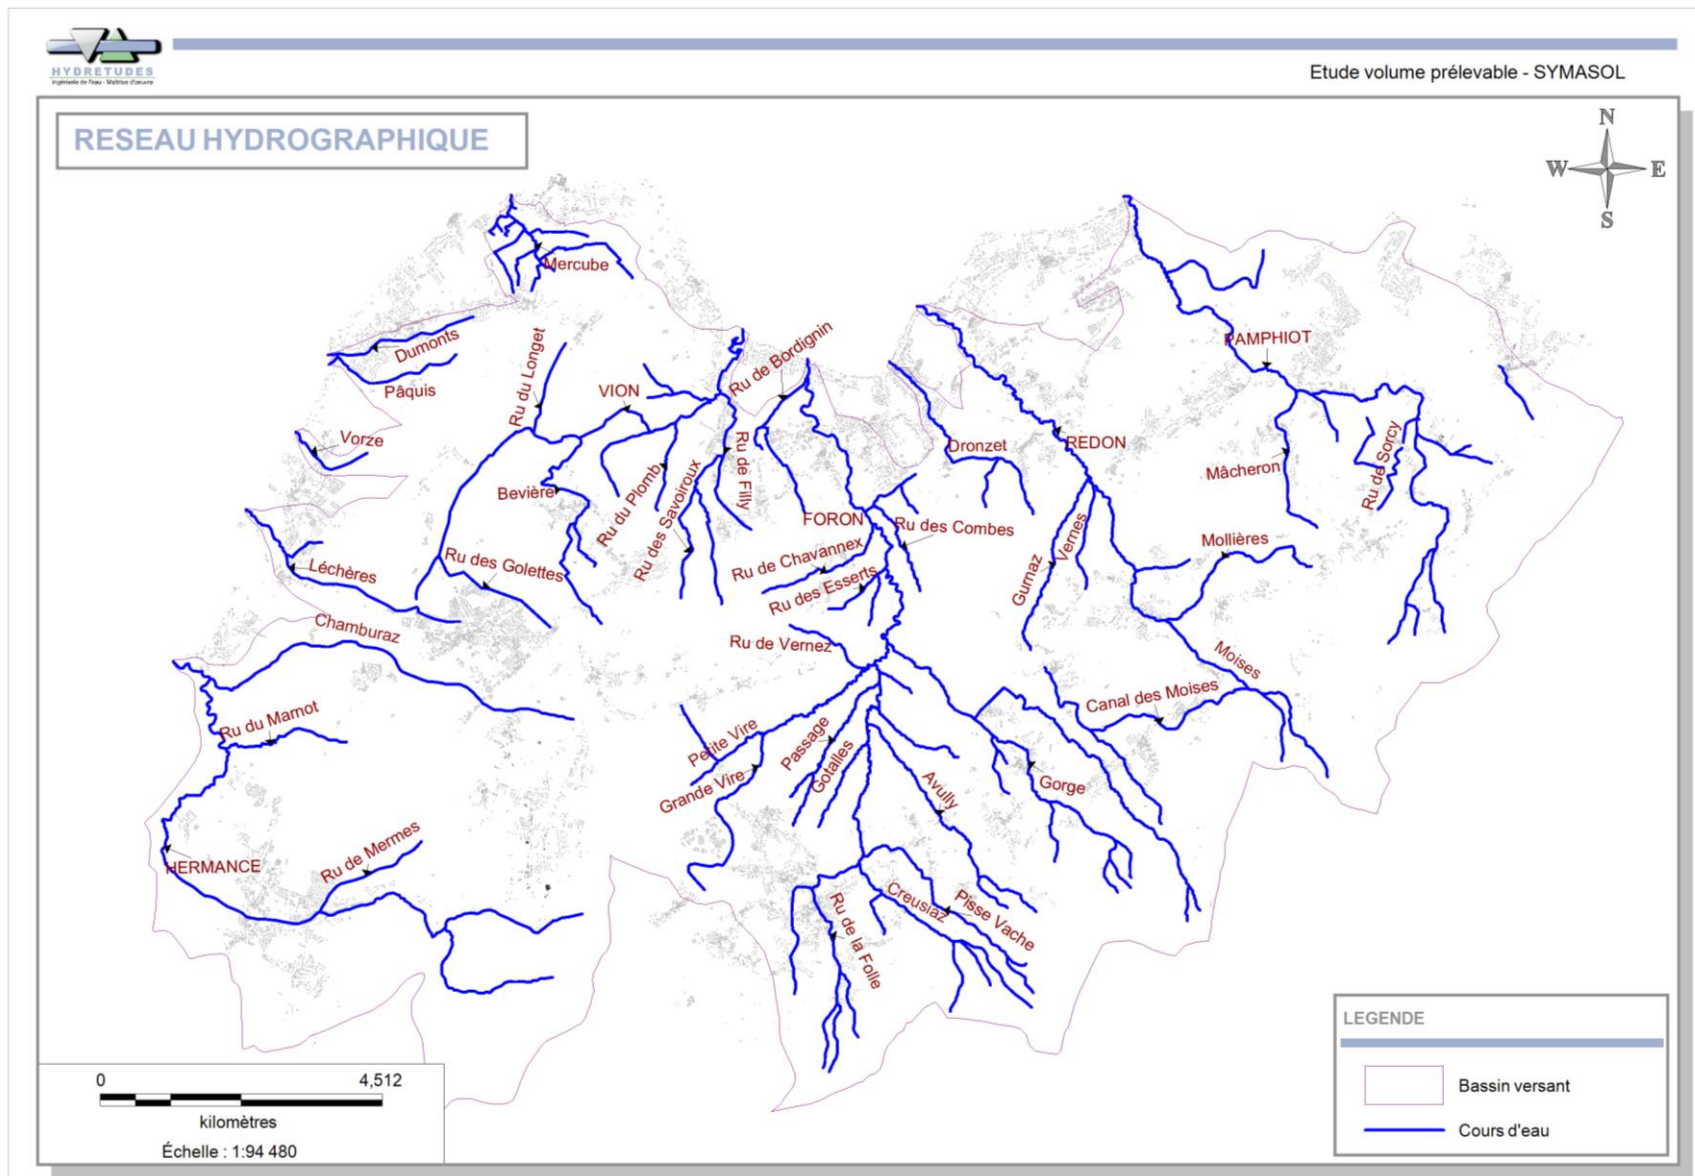 HYDRETUDES
Ingénierie de l'eau - Maîtrise d'œuvre
Etude volume prélevable - SYMASOL
RESEAU HYDROGRAPHIQUE
N
W E
S
Mercube
Dumonts
Pâquis
Ru du Longet
VION
Ru de Bordignin
PAMPHIOT
Vorze
Bevière
Ru du Plomb
Ru des Savoiroux
Ru de Filly
Dronzet
REDON
Mâcheron
Ru de Sorcy
FORON
Ru des Combes
Léchères
Ru des Golettes
Ru de Chavannex
Ru des Esserts
Gurnaz
Vernes
Mollières
Chamburaz
Ru de Vernez
Moises
Canal des Moises
Ru du Marnot
Petite Vire
Passage
Gotalles
Grande Vire
Avully
Gorge
HERMANCE
Ru de Mermes
Ru de la Folle
Creusiaz
Pisse Vache
LEGENDE
Bassin versant
Cours d'eau
0 4,512
kilomètres
Échelle : 1:94 480